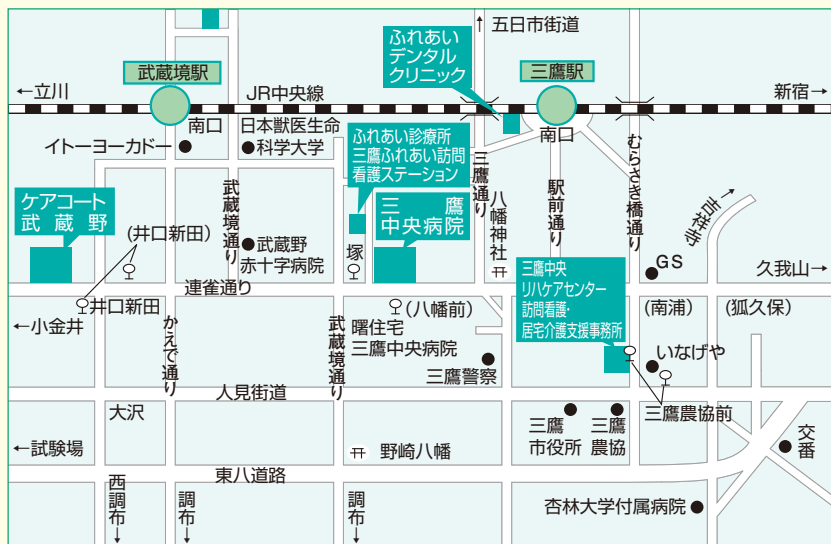 ↑五日市街道
ふれあい
デンタル
クリニック
武蔵境駅
三鷹駅
←立川
JR中央線
新宿→
南口
日本獣医生命
科学大学
イトーヨーカドー
南口
ふれあい診療所
三鷹ふれあい訪問
看護ステーション
三鷹通り
八幡神社
駅前通り
むらさき橋通り
吉祥寺→
ケアコート
武蔵野
(井口新田)
武蔵境通り
武蔵野
赤十字病院
塚
三鷹
中央病院
三鷹中央
リハケアセンター
訪問看護・
居宅介護支援事務所
GS
久我山→
連雀通り
井口新田
←小金井
かえで通り
武蔵境通り
(八幡前)
曙住宅
三鷹中央病院
三鷹警察
(南浦)
(狐久保)
いなげや
人見街道
大沢
三鷹農協前
三鷹
市役所
三鷹
農協
交番
←試験場
野崎八幡
東八道路
西調布→
調布→
調布→
杏林大学付属病院